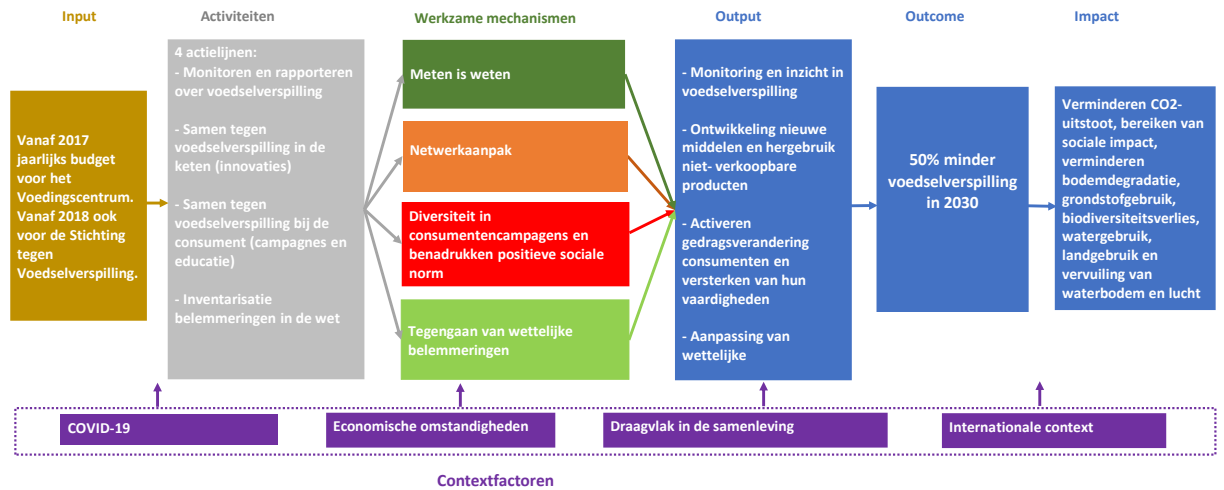 Input
Activiteiten
Werkzame mechanismen
Output
Outcome
Impact
Vanaf 2017
jaarlijks budget
voor het
Voedingscentrum.
Vanaf 2018 ook
voor de Stichting
tegen
Voedselverspilling.
4 actielijnen:
- Monitoren en rapporteren
over voedselverspilling
- Samen tegen
voedselverspilling in de
keten (innovaties)
- Samen tegen
voedselverspilling bij de
consument (campagnes en
educatie)
- Inventarisatie
belemmeringen in de wet
Meten is weten
Netwerkaanpak
Diversiteit in
consumentencampagens en
benadrukken positieve sociale
norm
Tegengaan van wettelijke
belemmeringen
- Monitoring en inzicht in
voedselverspilling
- Ontwikkeling nieuwe
middelen en hergebruik
niet- verkoopbare
producten
- Activeren
gedragsverandering
consumenten en
versterken van hun
vaardigheden
- Aanpassing van
wettelijke
50% minder
voedselverspilling
in 2030
Verminderen CO2-
uitstoot, bereiken van
sociale impact,
verminderen
bodemdegradatie,
grondstofgebruik,
biodiversiteitsverlies,
watergebruik,
landgebruik en
vervuiling van
waterbodem en lucht
COVID-19
Economische omstandigheden
Draagvlak in de samenleving
Internationale context
Contextfactoren